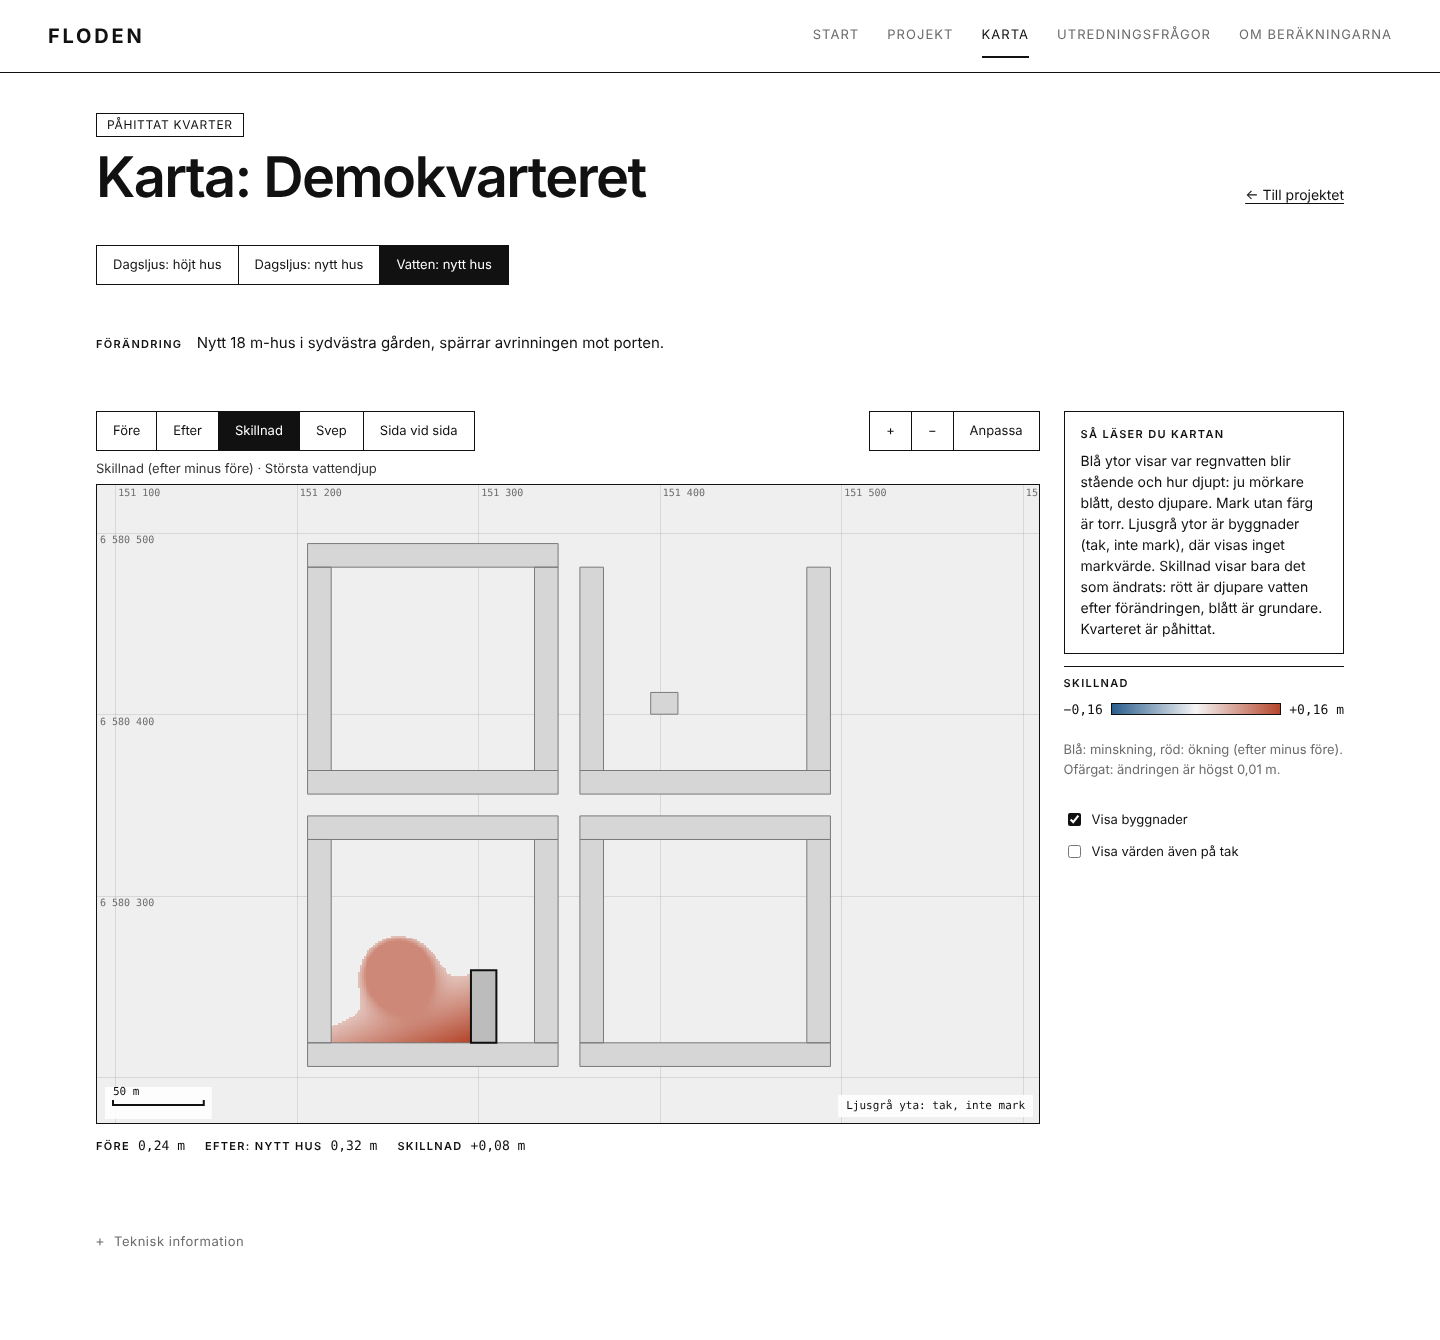 FLODEN
START PROJEKT KARTA UTREDNINGSFRÅGOR OM BERÄKNINGARNA
PÅHITTAT KVARTER
Karta: Demokvarteret
← Till projektet
Dagsljus: höjt hus Dagsljus: nytt hus Vatten: nytt hus
FÖRÄNDRING Nytt 18 m-hus i sydvästra gården, spärrar avrinningen mot porten.
Före Efter Skillnad Svep Sida vid sida
+ − Anpassa
Skillnad (efter minus före) · Största vattendjup
151 100 151 200 151 300 151 400 151 500 15
6 580 500
6 580 400
6 580 300
50 m
Ljusgrå yta: tak, inte mark
FÖRE 0,24 m EFTER: NYTT HUS 0,32 m SKILLNAD +0,08 m
SÅ LÄSER DU KARTAN
Blå ytor visar var regnvatten blir
stående och hur djupt: ju mörkare
blått, desto djupare. Mark utan färg
är torr. Ljusgrå ytor är byggnader
(tak, inte mark), där visas inget
markvärde. Skillnad visar bara det
som ändrats: rött är djupare vatten
efter förändringen, blått är grundare.
Kvarteret är påhittat.
SKILLNAD
−0,16 +0,16 m
Blå: minskning, röd: ökning (efter minus före).
Ofärgat: ändringen är högst 0,01 m.
Visa byggnader
Visa värden även på tak
+ Teknisk information